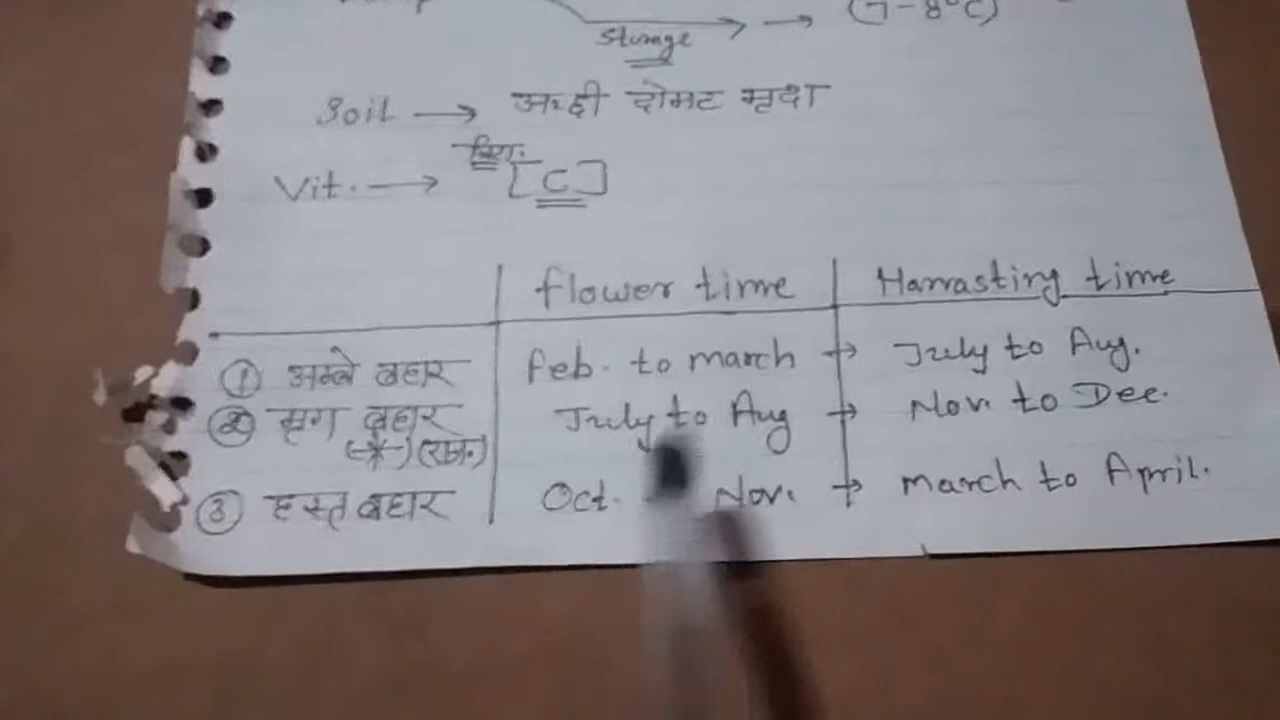 Storage → (7-8°C)
Soil → अच्छी दोमट मृदा
Vit. → [C]
flower time Harrasting time
① अम्बे बहार feb. to march → July to Aug.
② मृग बहार July to Aug → Nov. to Dec.
(*) (राज.)
③ हस्त बहार Oct. Nov. → march to April.